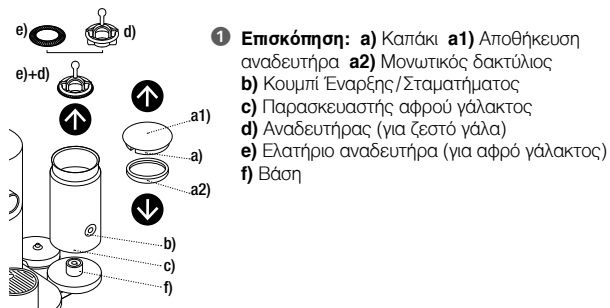 e)
d)
e)+d)
a1)
a)
a2)
b)
c)
f)
❶ Επισκόπηση: a) Καπάκι a1) Αποθήκευση
αναδευτήρα a2) Μονωτικός δακτύλιος
b) Κουμπί Έναρξης/Σταματήματος
c) Παρασκευαστής αφρού γάλακτος
d) Αναδευτήρας (για ζεστό γάλα)
e) Ελατήριο αναδευτήρα (για αφρό γάλακτος)
f) Βάση